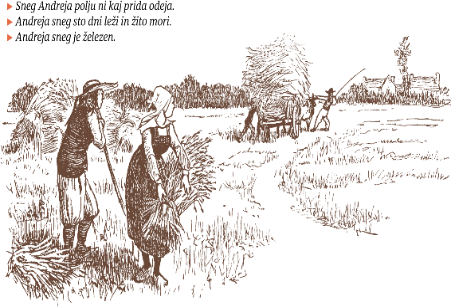 Sneg Andreja polju ni kaj prida odeja.
Andreja sneg sto dni leži in žito mori.
Andreja sneg je železen.